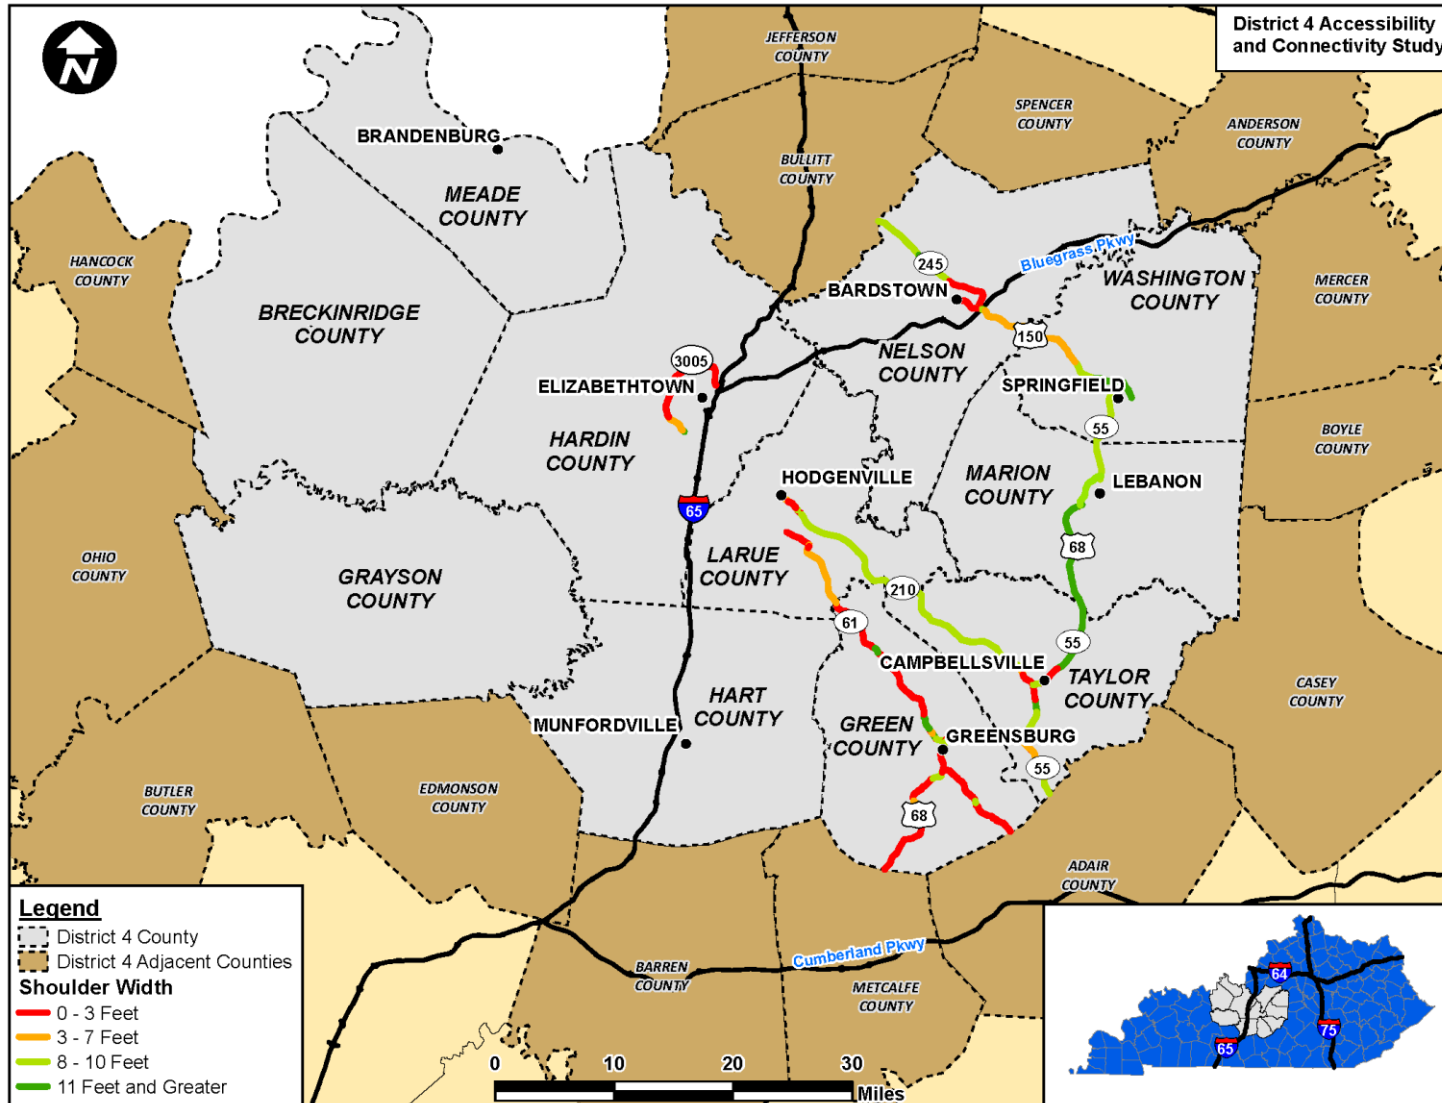 District 4 Accessibility
and Connectivity Study
N
JEFFERSON
COUNTY
SPENCER
COUNTY
ANDERSON
COUNTY
BRANDENBURG
BULLITT
COUNTY
MEADE
COUNTY
HANCOCK
COUNTY
245
Bluegrass Pkwy
WASHINGTON
COUNTY
MERCER
COUNTY
BARDSTOWN
BRECKINRIDGE
COUNTY
150
NELSON
COUNTY
3005
ELIZABETHTOWN
SPRINGFIELD
55
BOYLE
COUNTY
HARDIN
COUNTY
HODGENVILLE
MARION
COUNTY
LEBANON
65
68
OHIO
COUNTY
LARUE
COUNTY
GRAYSON
COUNTY
210
61
55
CAMPBELLSVILLE
TAYLOR
COUNTY
CASEY
COUNTY
HART
COUNTY
MUNFORDVILLE
GREEN
COUNTY
GREENSBURG
55
BUTLER
COUNTY
EDMONSON
COUNTY
68
ADAIR
COUNTY
Legend
District 4 County
District 4 Adjacent Counties
Shoulder Width
0 - 3 Feet
3 - 7 Feet
8 - 10 Feet
11 Feet and Greater
Cumberland Pkwy
BARREN
COUNTY
METCALFE
COUNTY
0 10 20 30
Miles
64
75
65